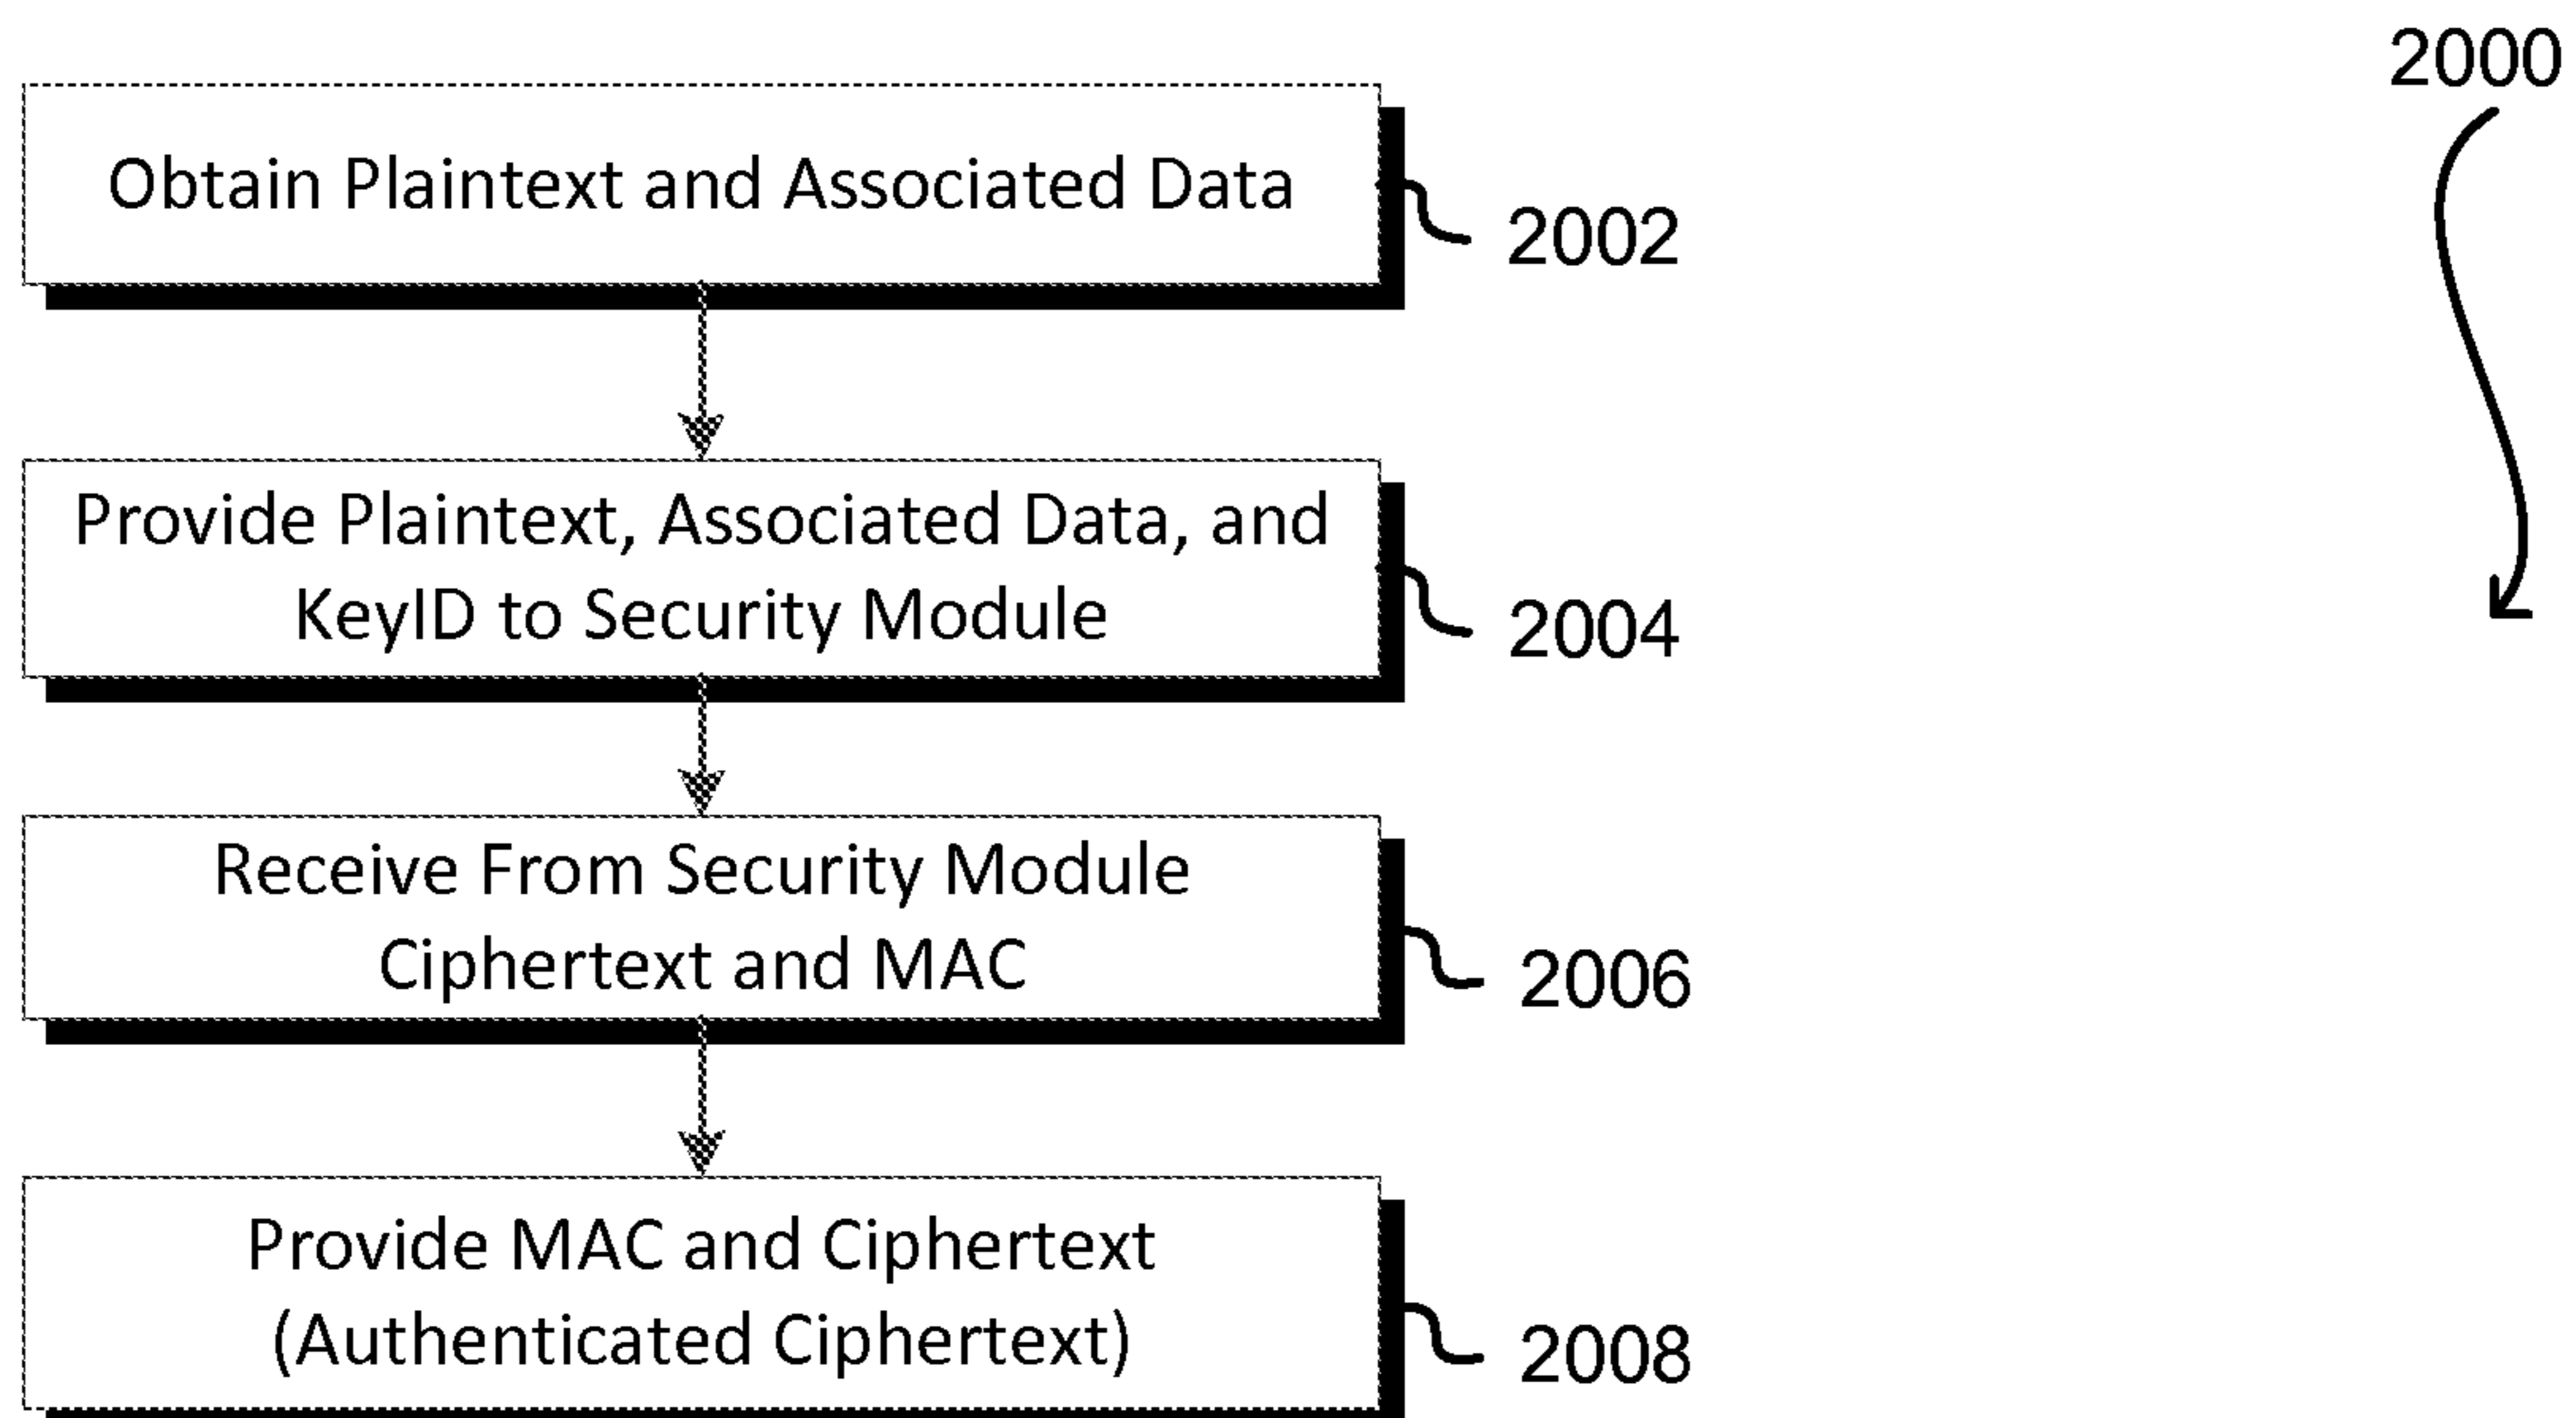 2000
Obtain Plaintext and Associated Data
2002
Provide Plaintext, Associated Data, and
KeyID to Security Module
2004
Receive From Security Module
Ciphertext and MAC
2006
Provide MAC and Ciphertext
(Authenticated Ciphertext)
2008